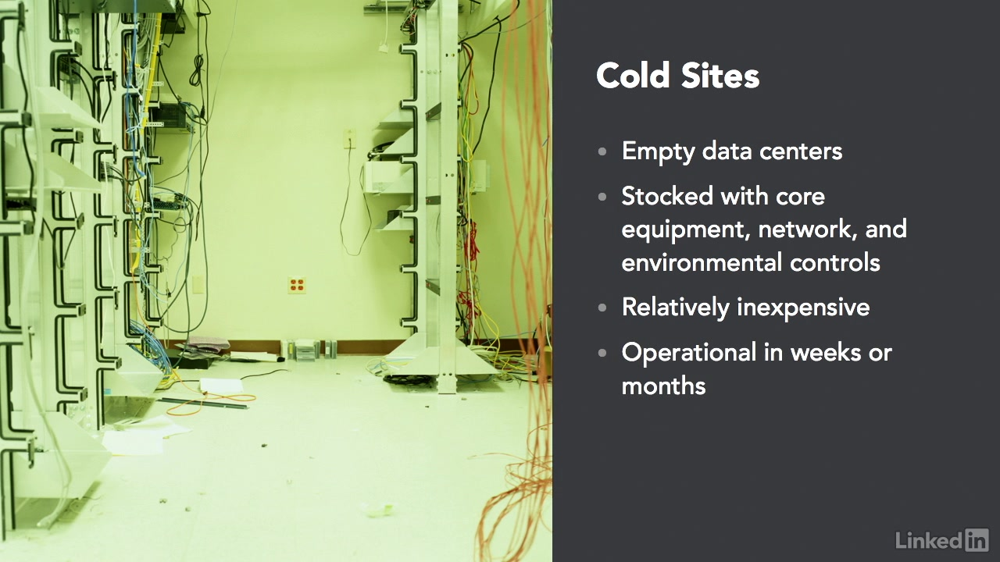 Cold Sites
• Empty data centers
• Stocked with core
equipment, network, and
environmental controls
• Relatively inexpensive
• Operational in weeks or
months
Linked in